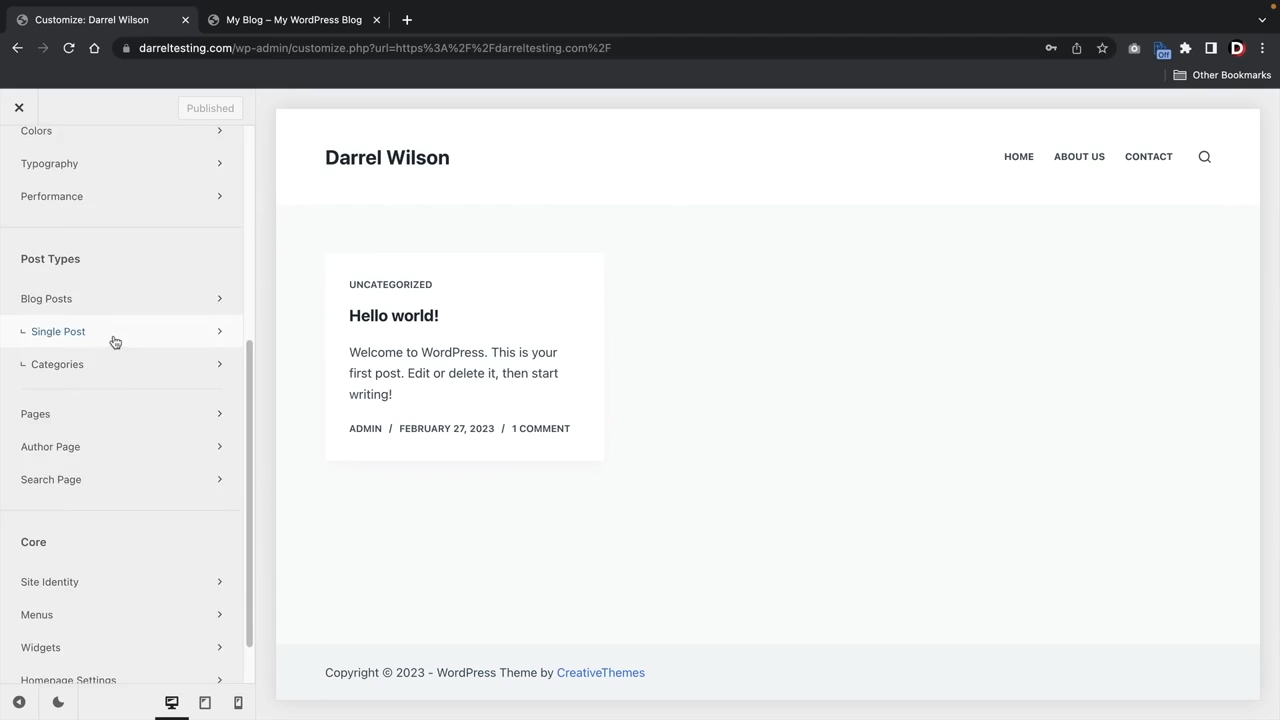 Customize: Darrel Wilson
My Blog – My WordPress Blog
darreltesting.com/wp-admin/customize.php?url=https%3A%2F%2Fdarreltesting.com%2F
Off
D
Other Bookmarks
Published
Colors
Typography
Performance
Post Types
Blog Posts
Single Post
Categories
Pages
Author Page
Search Page
Core
Site Identity
Menus
Widgets
Homepage Settings
Darrel Wilson
HOME ABOUT US CONTACT
UNCATEGORIZED
Hello world!
Welcome to WordPress. This is your
first post. Edit or delete it, then start
writing!
ADMIN / FEBRUARY 27, 2023 / 1 COMMENT
Copyright © 2023 - WordPress Theme by CreativeThemes